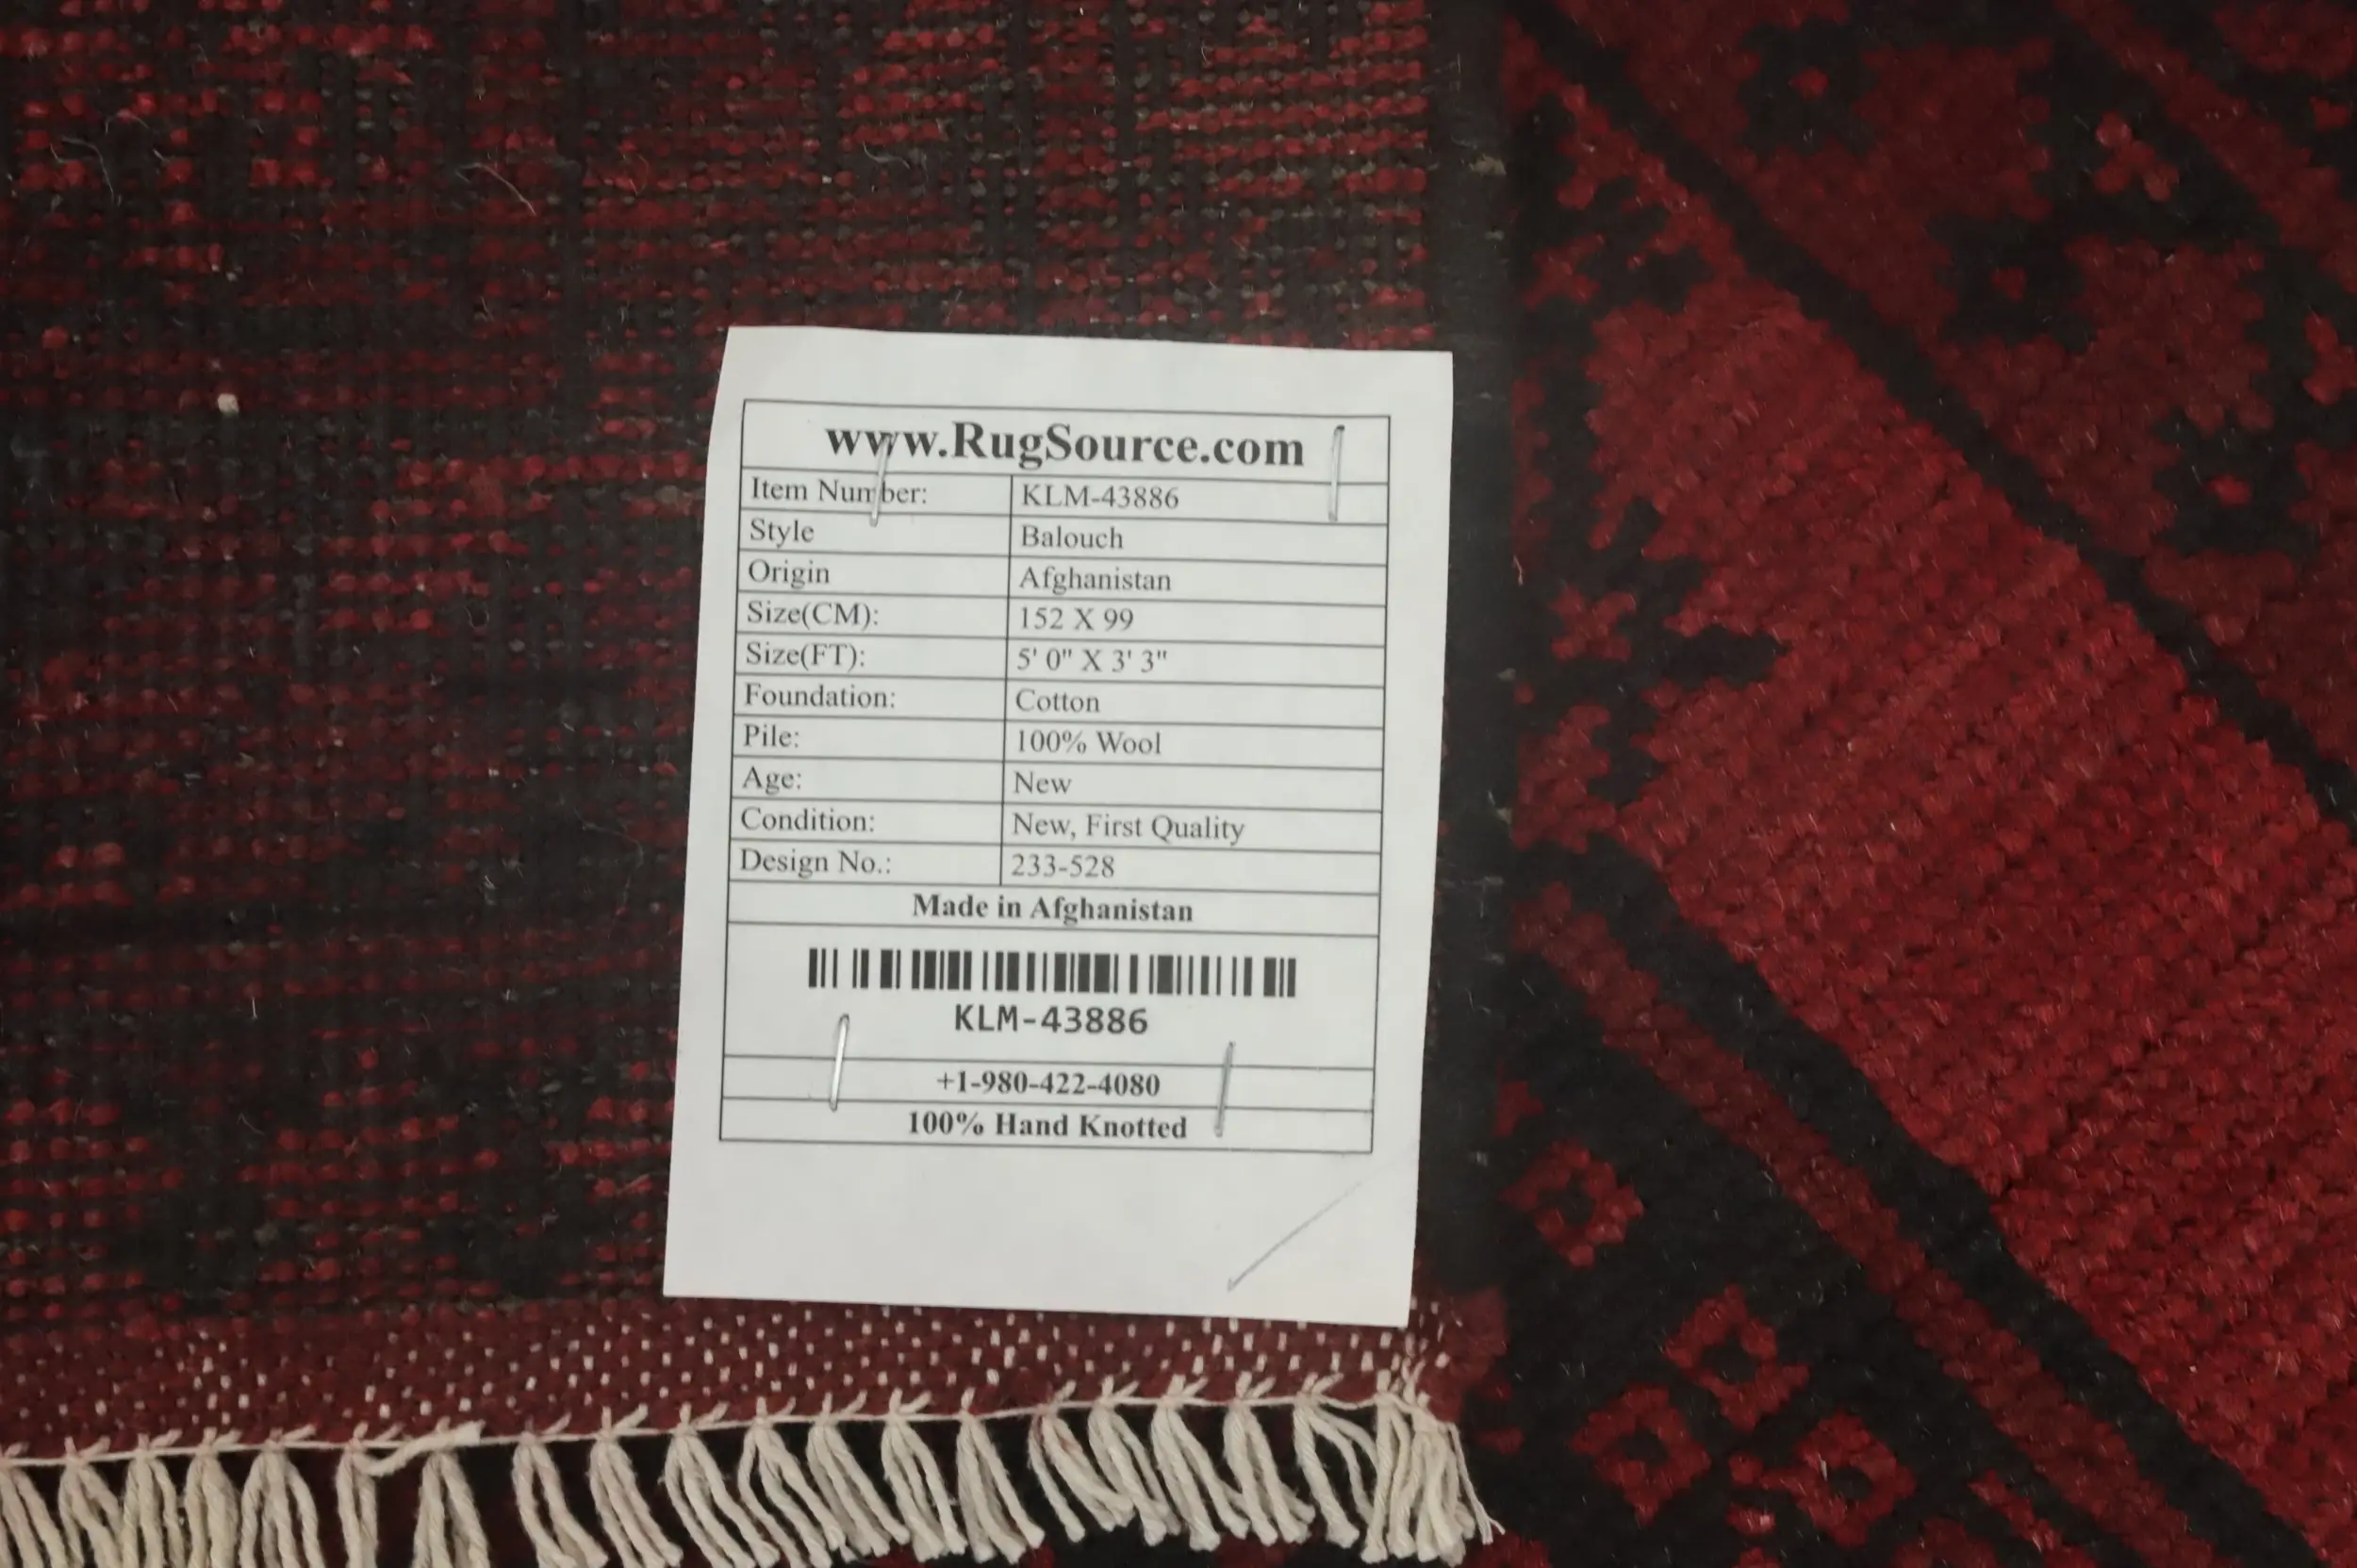 www.RugSource.com
Item Number: KLM-43886
Style Balouch
Origin Afghanistan
Size(CM): 152 X 99
Size(FT): 5' 0" X 3' 3"
Foundation: Cotton
Pile: 100% Wool
Age: New
Condition: New, First Quality
Design No.: 233-528
Made in Afghanistan
KLM-43886
+1-980-422-4080
100% Hand Knotted